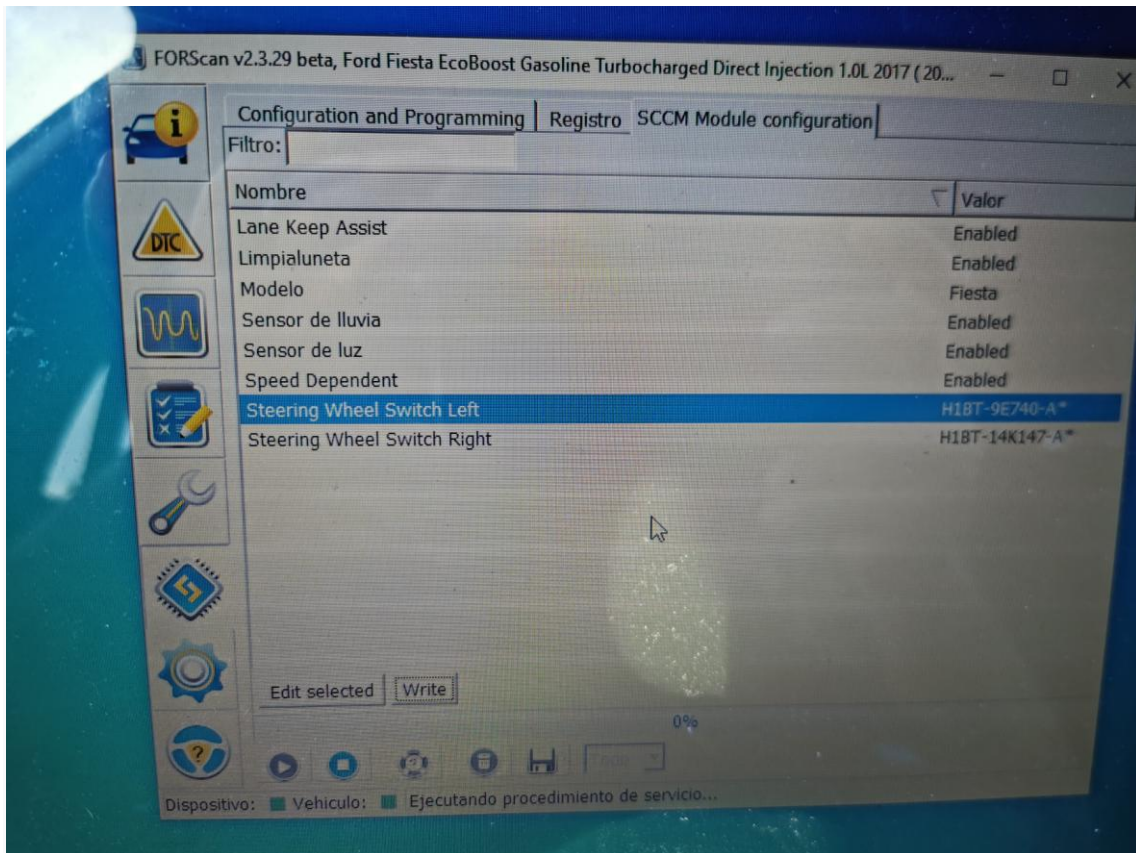 FORScan v2.3.29 beta, Ford Fiesta EcoBoost Gasoline Turbocharged Direct Injection 1.0L 2017 ( 20...
Configuration and Programming Registro SCCM Module configuration
Filtro:
Nombre Valor
Lane Keep Assist Enabled
Limpialuneta Enabled
Modelo Fiesta
Sensor de lluvia Enabled
Sensor de luz Enabled
Speed Dependent Enabled
Steering Wheel Switch Left H1BT-9E740-A*
Steering Wheel Switch Right H1BT-14K147-A*
Edit selected Write
0%
Dispositivo: Vehiculo: Ejecutando procedimiento de servicio...
DTC